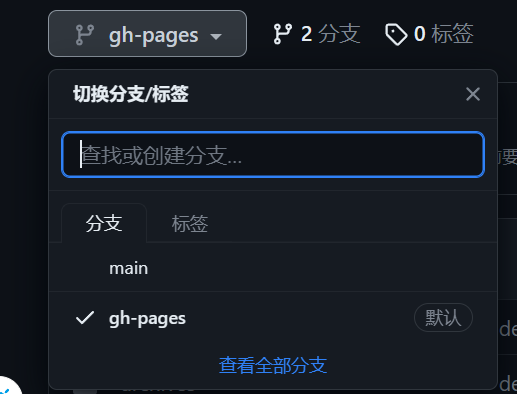 gh-pages 2 分支 0 标签
切换分支/标签
查找或创建分支...
分支 标签
main
gh-pages 默认
查看全部分支